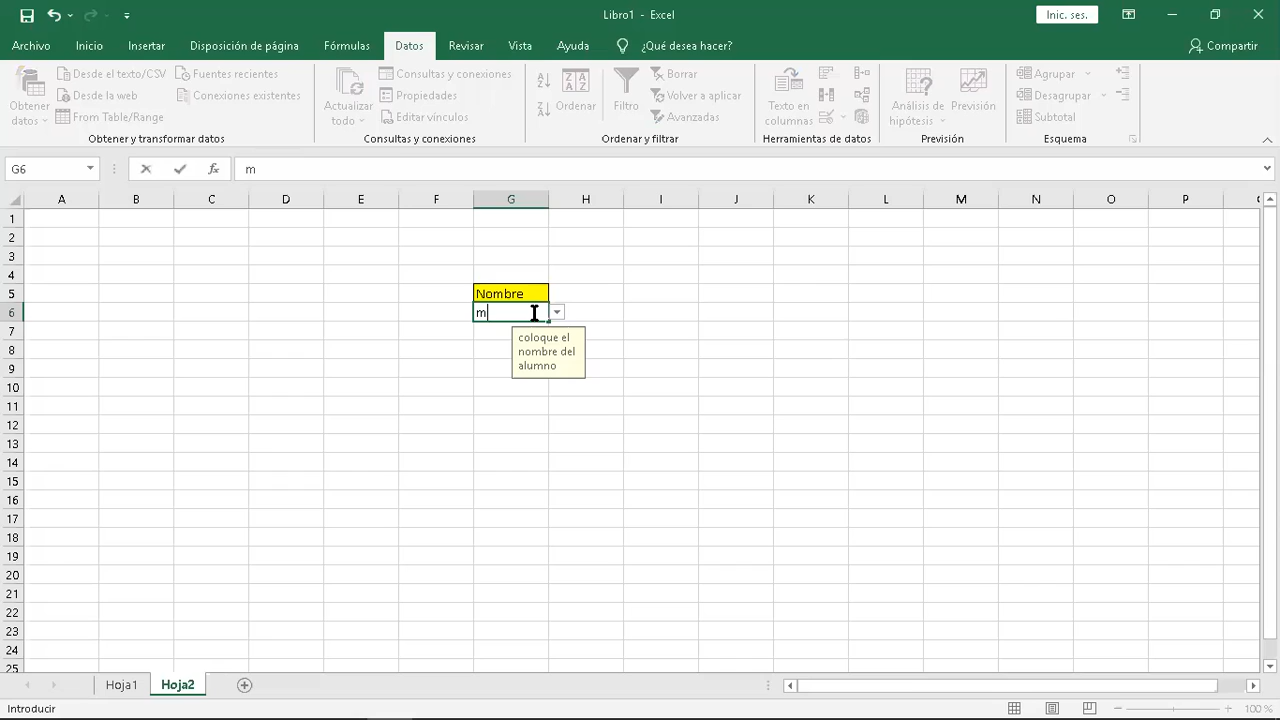 Libro1 - Excel
Inic. ses.
Archivo Inicio Insertar Disposición de página Fórmulas Datos Revisar Vista Ayuda ¿Qué desea hacer? Compartir
Obtener datos
Desde el texto/CSV
Desde la web
From Table/Range
Fuentes recientes
Conexiones existentes
Obtener y transformar datos
Actualizar todo
Consultas y conexiones
Propiedades
Editar vínculos
Consultas y conexiones
Ordenar
Filtro
Borrar
Volver a aplicar
Avanzadas
Ordenar y filtrar
Texto en columnas
Herramientas de datos
Análisis de hipótesis
Previsión
Previsión
Agrupar
Desagrupar
Subtotal
Esquema
G6 fx m
A B C D E F G H I J K L M N O P
1
2
3
4
5 Nombre
6 m
coloque el
nombre del
alumno
7
8
9
10
11
12
13
14
15
16
17
18
19
20
21
22
23
24
25
Hoja1 Hoja2
Introducir
100 %